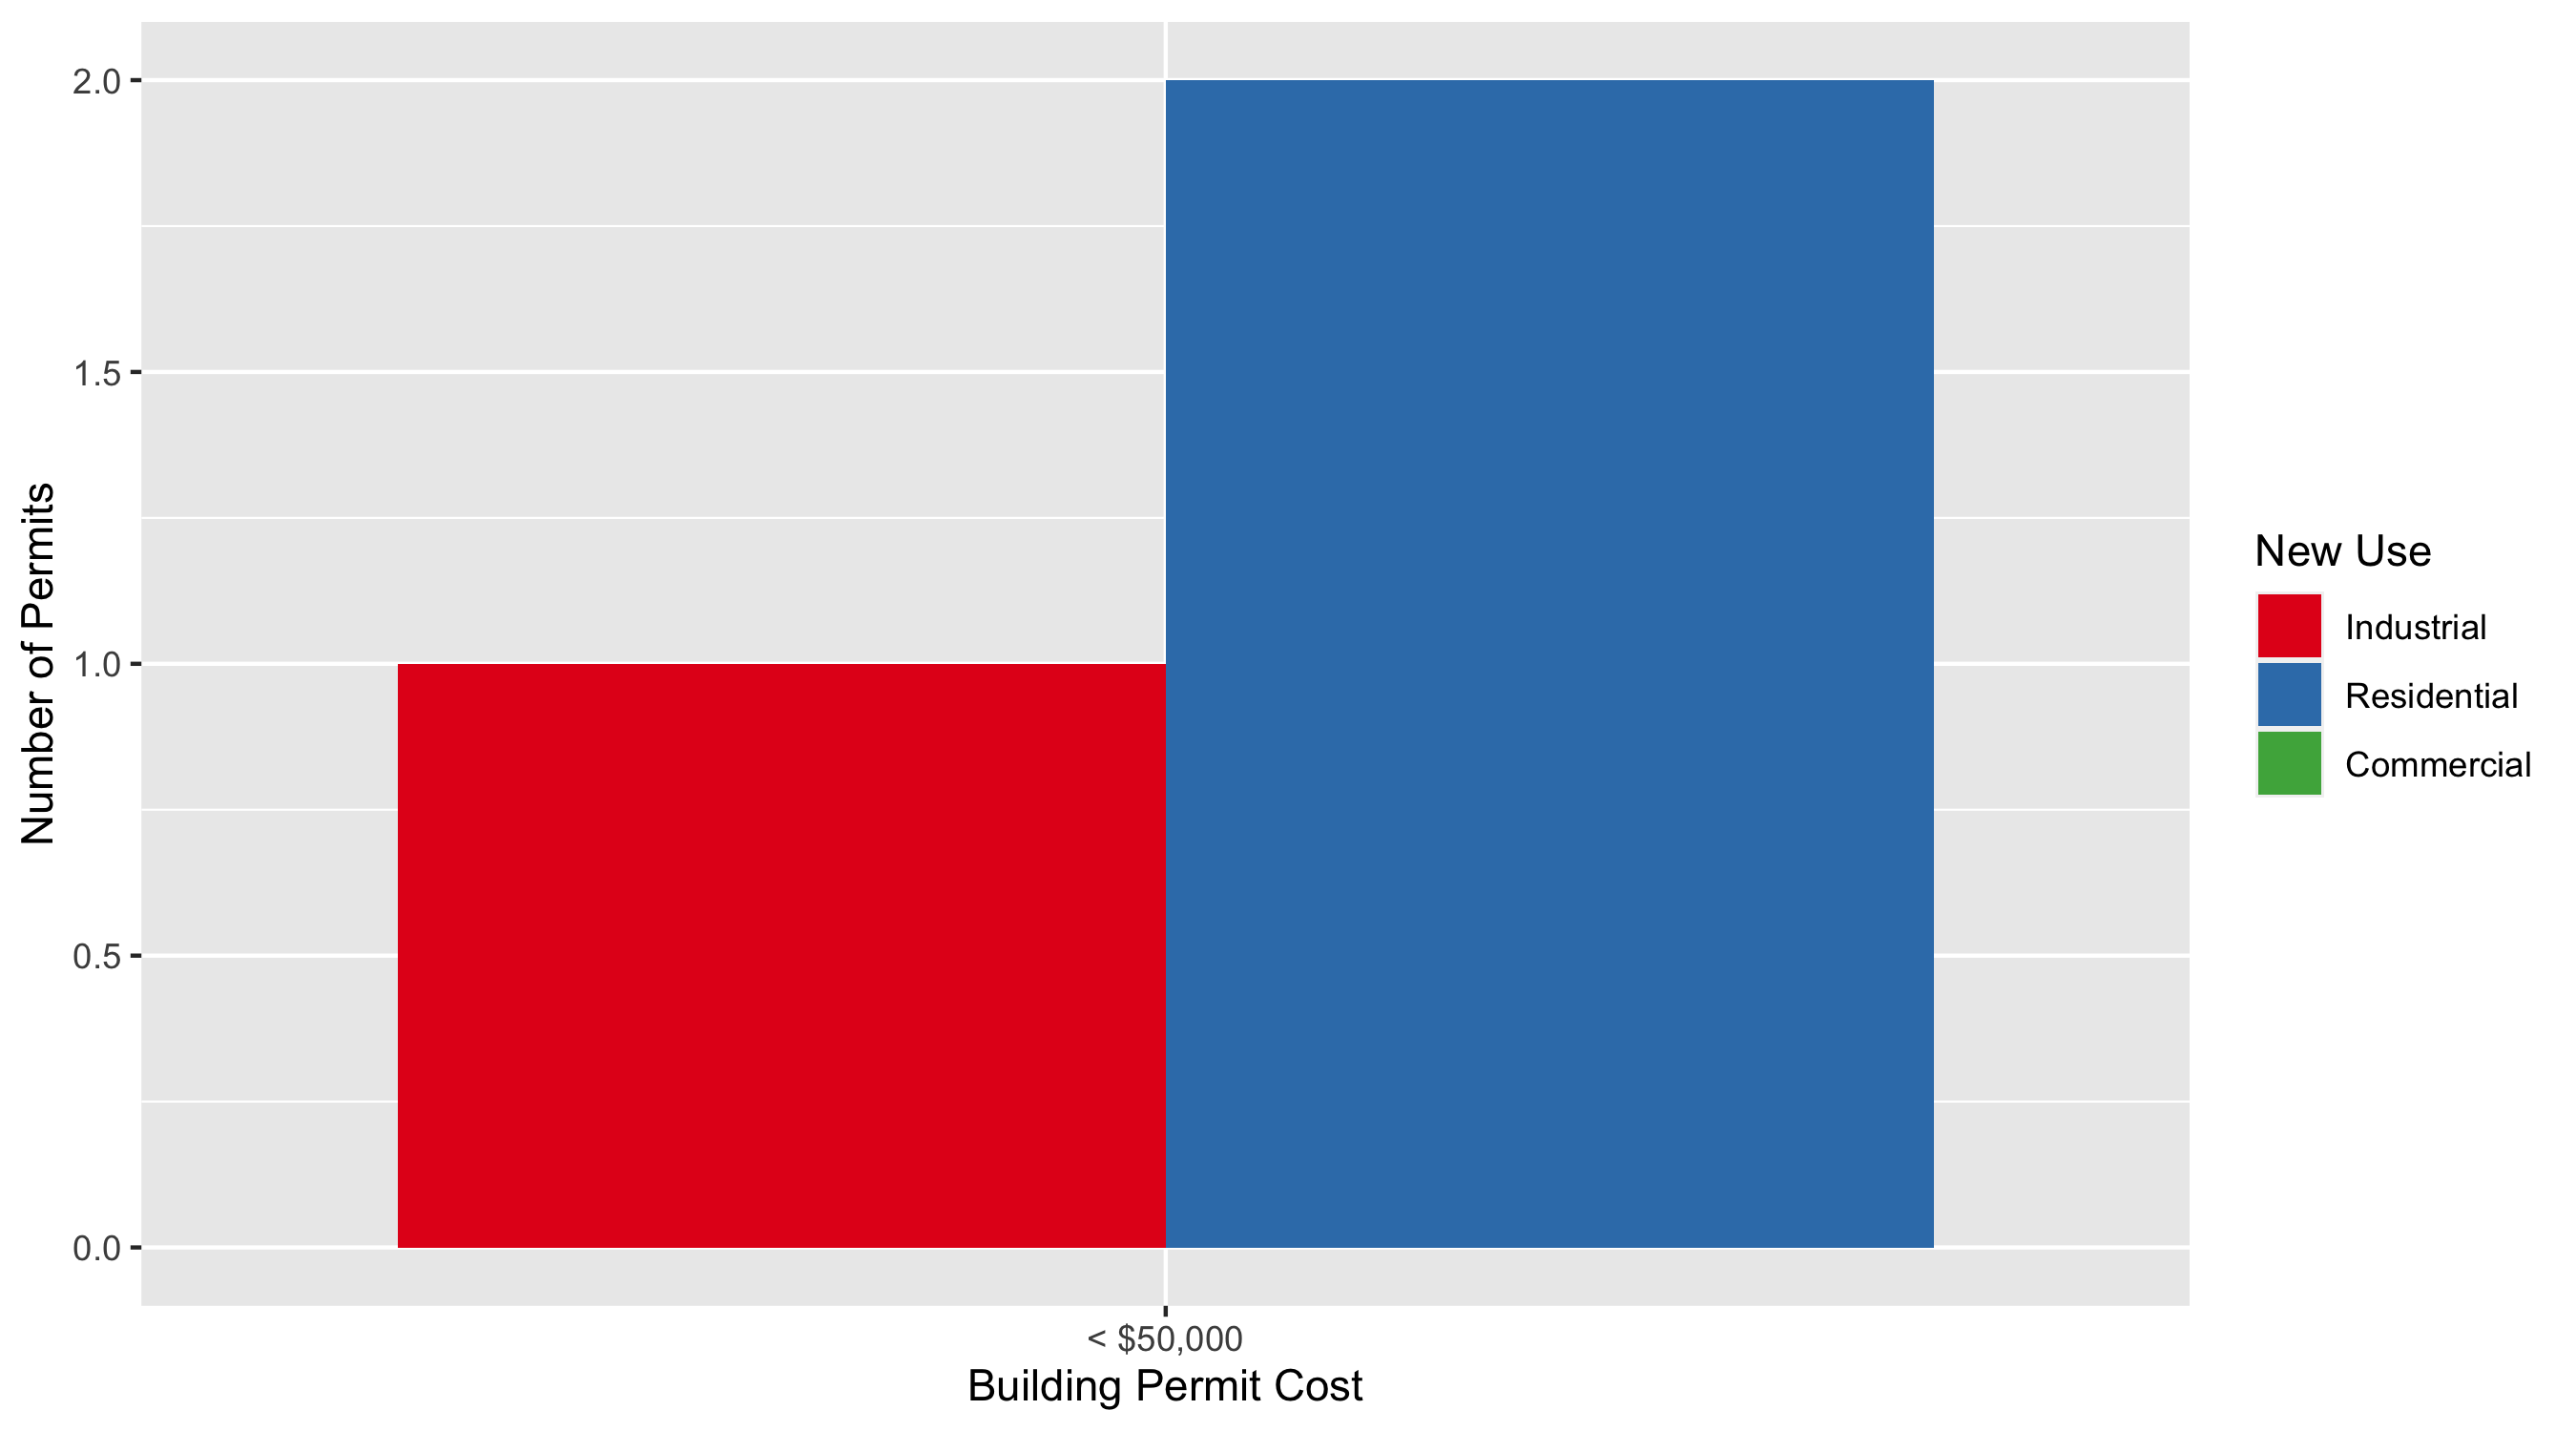 Number of Permits
2.0
1.5
1.0
0.5
0.0
< $50,000
Building Permit Cost
New Use
Industrial
Residential
Commercial